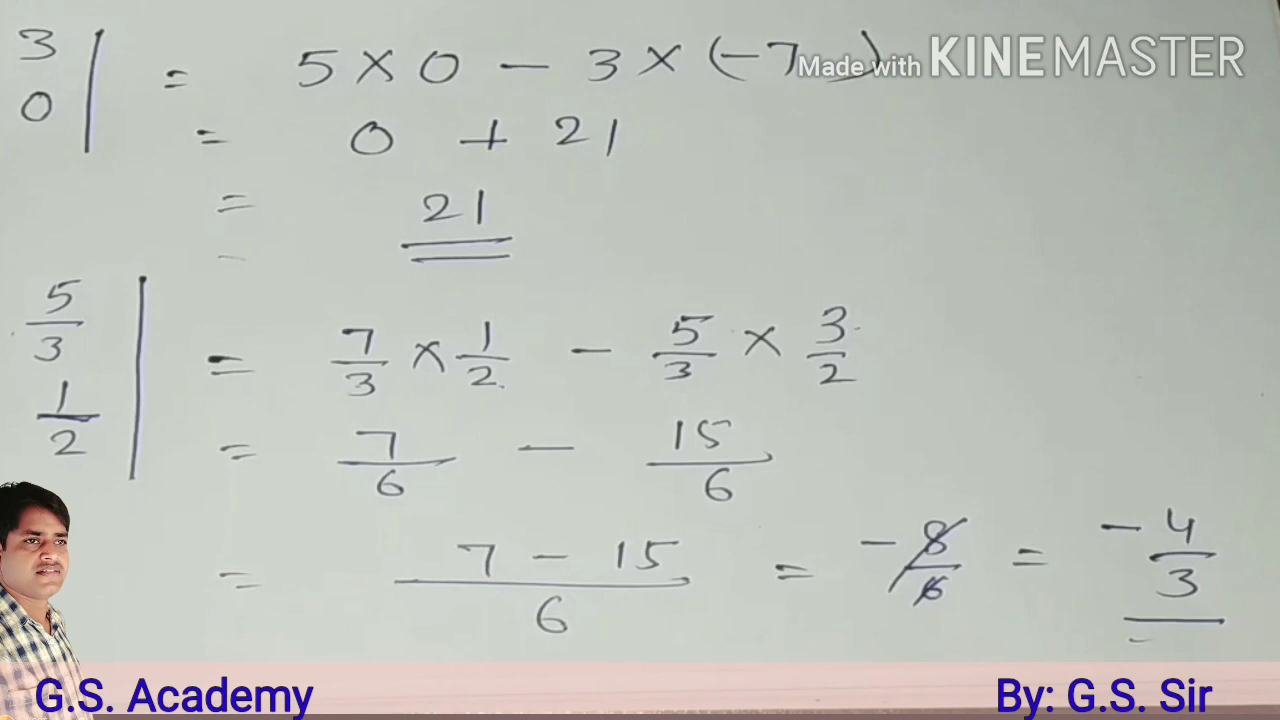 3 | = 5 × 0 - 3 × (-7)
0 |
Made with KINEMASTER
= 0 + 21
= 21
5/3 | = 7/3 × 1/2 - 5/3 × 3/2
1/2 |
= 7/6 - 15/6
= 7 - 15 / 6 = - 8/6 = - 4/3
G.S. Academy By: G.S. Sir